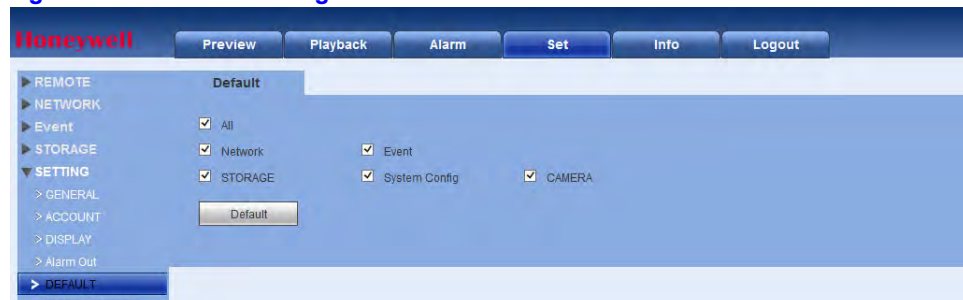 Honeywell
Preview Playback Alarm Set Info Logout
REMOTE
NETWORK
Event
STORAGE
SETTING
> GENERAL
> ACCOUNT
> DISPLAY
> Alarm Out
> DEFAULT
Default
All
Network Event
STORAGE System Config CAMERA
Default